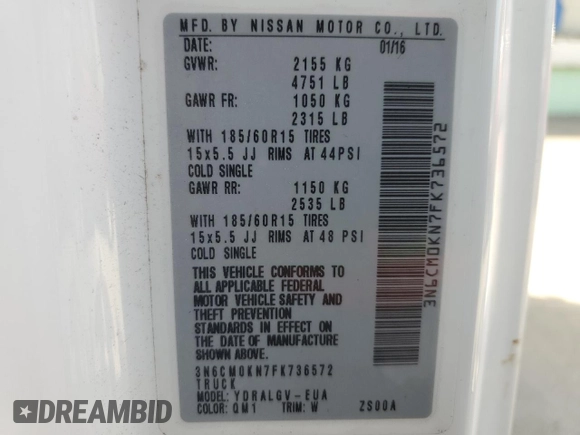 MFD. BY NISSAN MOTOR CO., LTD.
DATE: 01/16
GVWR: 2155 KG
4751 LB
GAWR FR: 1050 KG
2315 LB
WITH 185/60R15 TIRES
15x5.5 JJ RIMS AT 44PSI
COLD SINGLE
GAWR RR: 1150 KG
2535 LB
WITH 185/60R15 TIRES
15x5.5 JJ RIMS AT 48 PSI
COLD SINGLE
THIS VEHICLE CONFORMS TO
ALL APPLICABLE FEDERAL
MOTOR VEHICLE SAFETY AND
THEFT PREVENTION
STANDARDS IN EFFECT ON
THE DATE OF MANUFACTURE
SHOWN ABOVE.
3N6CM0KN7FK736572
TRUCK
MODEL: YDRALGV-EUA
COLOR: QM1 TRIM: W ZS00A
3N6CM0KN7FK736572
AUTOHELPERBOT.COM